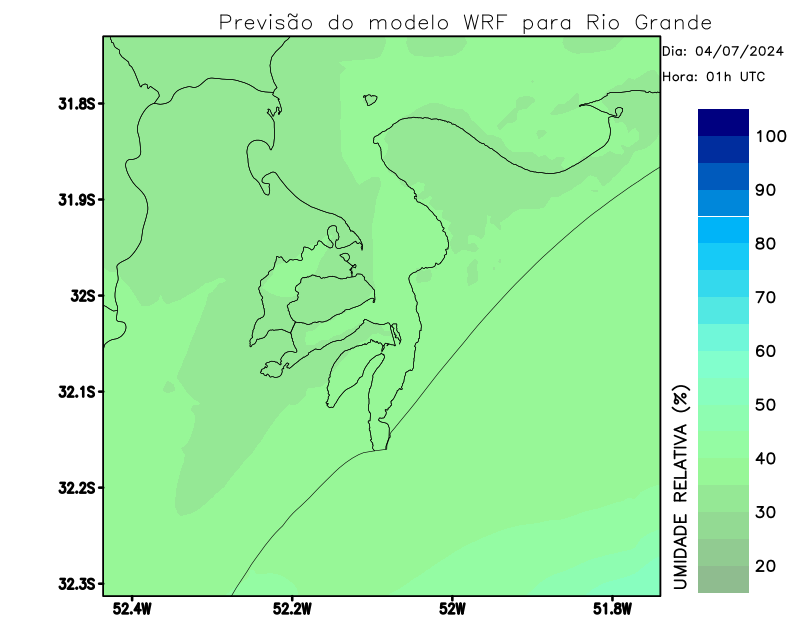 Previsão do modelo WRF para Rio Grande
Dia: 04/07/2024
Hora: 01h UTC
31.8S
31.9S
32S
32.1S
32.2S
32.3S
52.4W
52.2W
52W
51.8W
100
90
80
70
60
50
40
30
20
UMIDADE RELATIVA (%)